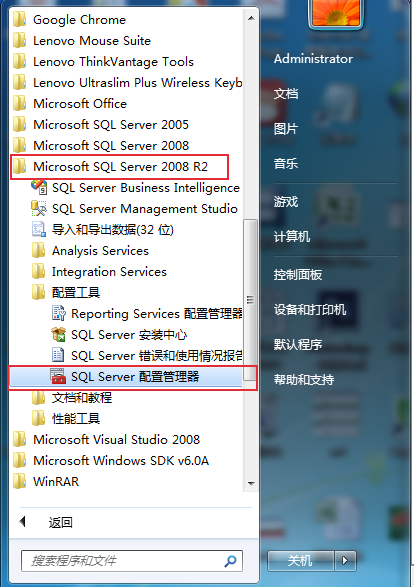 Google Chrome
Lenovo Mouse Suite
Lenovo ThinkVantage Tools
Lenovo Ultraslim Plus Wireless Keyb
Microsoft Office
Microsoft SQL Server 2005
Microsoft SQL Server 2008
Microsoft SQL Server 2008 R2
SQL Server Business Intelligence
SQL Server Management Studio
导入和导出数据(32 位)
Analysis Services
Integration Services
配置工具
Reporting Services 配置管理器
SQL Server 安装中心
SQL Server 错误和使用情况报告
SQL Server 配置管理器
文档和教程
性能工具
Microsoft Visual Studio 2008
Microsoft Windows SDK v6.0A
WinRAR
返回
搜索程序和文件
Administrator
文档
图片
音乐
游戏
计算机
控制面板
设备和打印机
默认程序
帮助和支持
关机